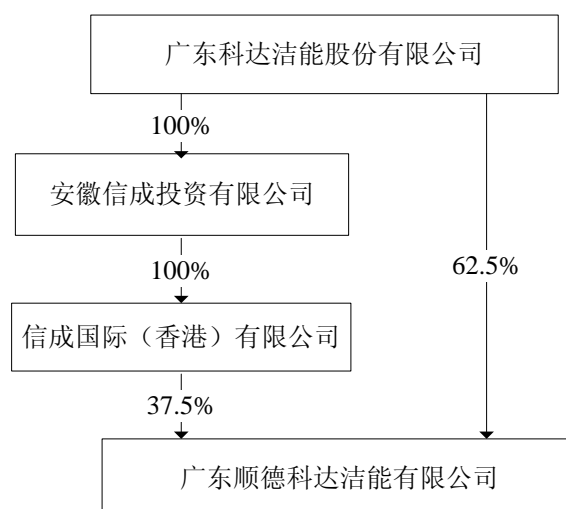 广东科达洁能股份有限公司
100%
安徽信成投资有限公司
100%
62.5%
信成国际（香港）有限公司
37.5%
广东顺德科达洁能有限公司